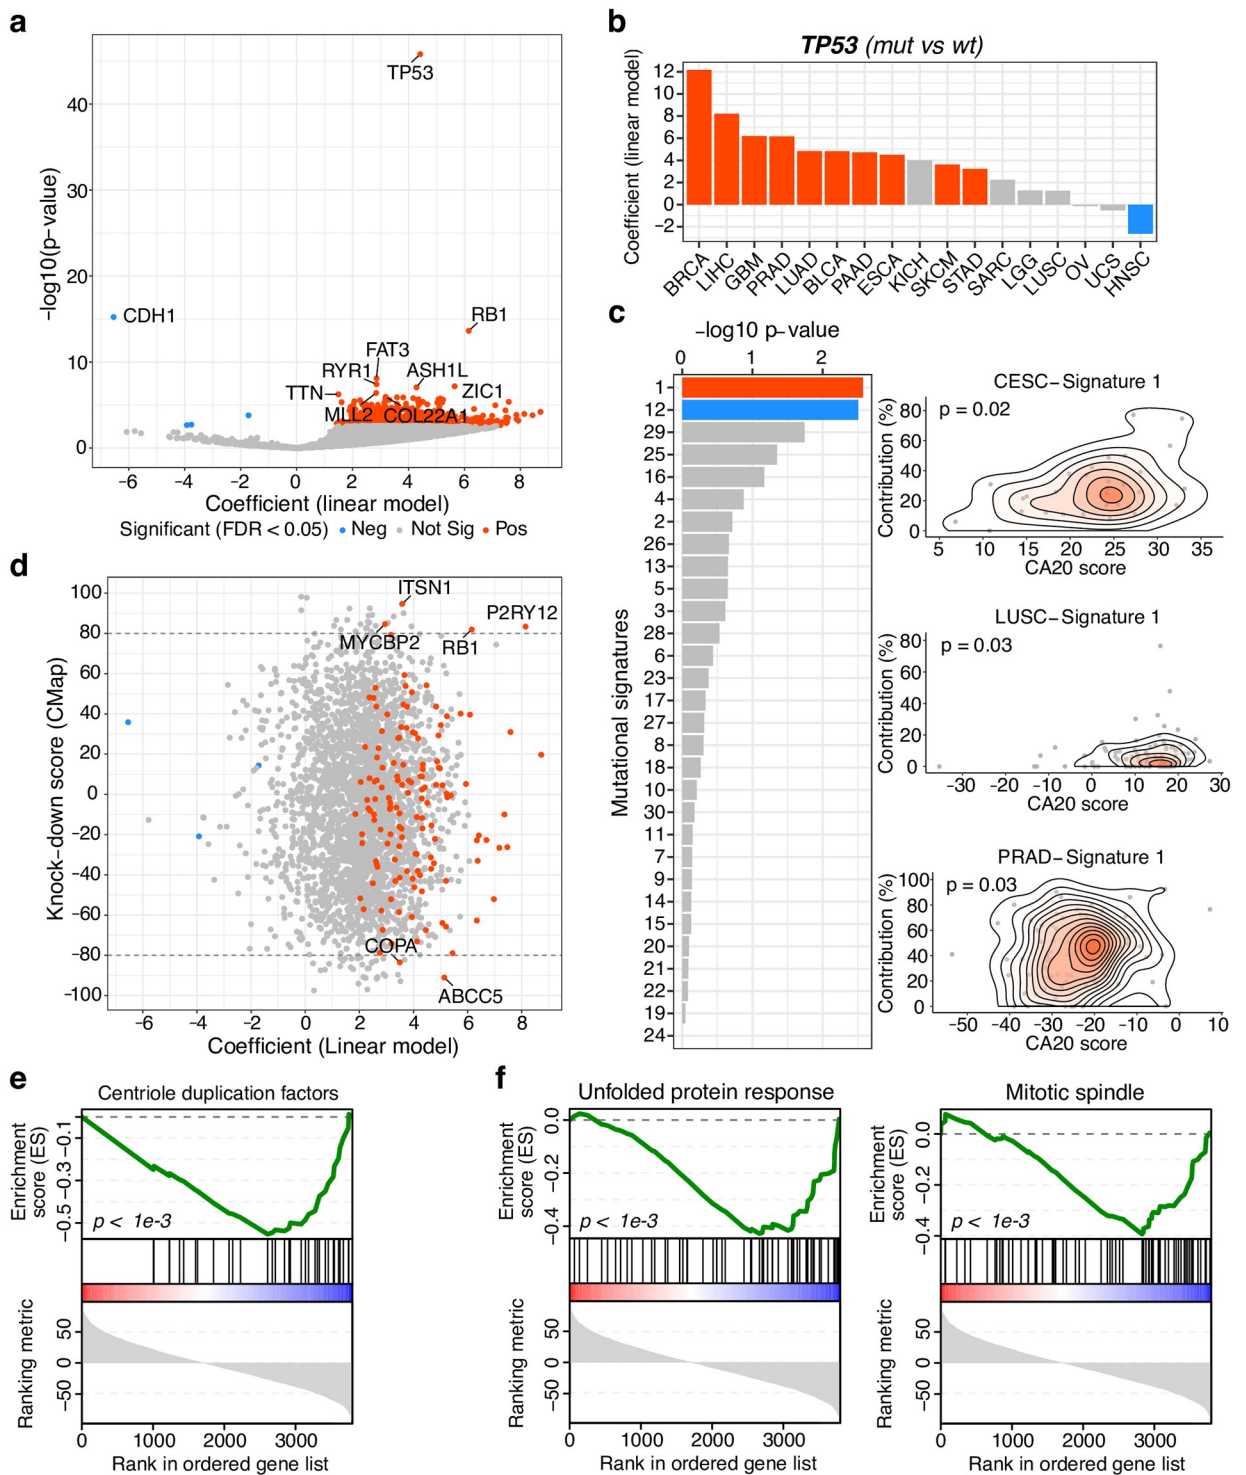 a
TP53
40
30
20
10
0
-log10(p-value)
CDH1
RB1
FAT3
RYR1
ASH1L
TTN
ZIC1
MLL2
COL22A1
−6 −4 −2 0 2 4 6 8
Coefficient (linear model)
Significant (FDR < 0.05) Neg Not Sig Pos
b
TP53 (mut vs wt)
Coefficient (linear model)
12
10
8
6
4
2
0
−2
BRCA LIHC GBM PRAD LUAD BLCA PAAD ESCA KICH SKCM STAD SARC LGG LUSC OV UCS HNSC
c
−log10 p−value
0 1 2
Mutational signatures
1
12
29
25
16
4
2
26
13
5
3
28
6
23
17
27
8
18
10
30
11
7
9
14
15
20
21
22
19
24
CESC−Signature 1
p = 0.02
Contribution (%)
80
60
40
20
0
5 10 15 20 25 30 35
CA20 score
LUSC−Signature 1
p = 0.03
Contribution (%)
80
60
40
20
0
−30 −20 −10 0 10 20 30
CA20 score
PRAD−Signature 1
p = 0.03
Contribution (%)
100
80
60
40
20
0
−50 −40 −30 −20 −10 0 10
CA20 score
d
Knock−down score (CMap)
100
80
60
40
20
0
−20
−40
−60
−80
−100
ITSN1
P2RY12
MYCBP2
RB1
COPA
ABCC5
−6 −4 −2 0 2 4 6 8
Coefficient (Linear model)
e
Centriole duplication factors
Enrichment
score (ES)
−0.1
−0.3
−0.5
p < 1e-3
Ranking metric
50
0
−50
0 1000 2000 3000
Rank in ordered gene list
f
Unfolded protein response
Enrichment
score (ES)
0.0
−0.2
−0.4
p < 1e-3
Ranking metric
50
0
−50
0 1000 2000 3000
Rank in ordered gene list
Mitotic spindle
Enrichment
score (ES)
0.0
−0.2
−0.4
p < 1e-3
Ranking metric
50
0
−50
0 1000 2000 3000
Rank in ordered gene list